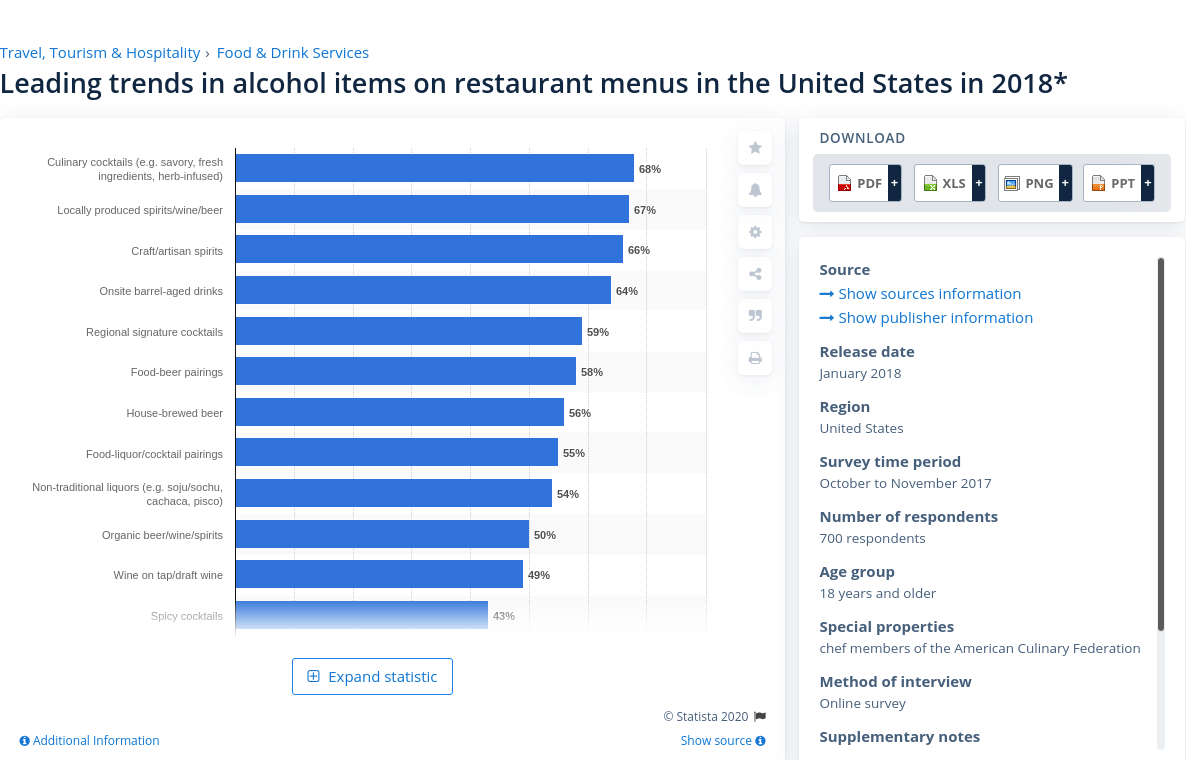 Travel, Tourism & Hospitality › Food & Drink Services
Leading trends in alcohol items on restaurant menus in the United States in 2018*
Culinary cocktails (e.g. savory, fresh
ingredients, herb-infused)
68%
Locally produced spirits/wine/beer
67%
Craft/artisan spirits
66%
Onsite barrel-aged drinks
64%
Regional signature cocktails
59%
Food-beer pairings
58%
House-brewed beer
56%
Food-liquor/cocktail pairings
55%
Non-traditional liquors (e.g. soju/sochu,
cachaca, pisco)
54%
Organic beer/wine/spirits
50%
Wine on tap/draft wine
49%
Spicy cocktails
43%
Expand statistic
© Statista 2020
Additional Information
Show source
DOWNLOAD
PDF +
XLS +
PNG +
PPT +
Source
Show sources information
Show publisher information
Release date
January 2018
Region
United States
Survey time period
October to November 2017
Number of respondents
700 respondents
Age group
18 years and older
Special properties
chef members of the American Culinary Federation
Method of interview
Online survey
Supplementary notes